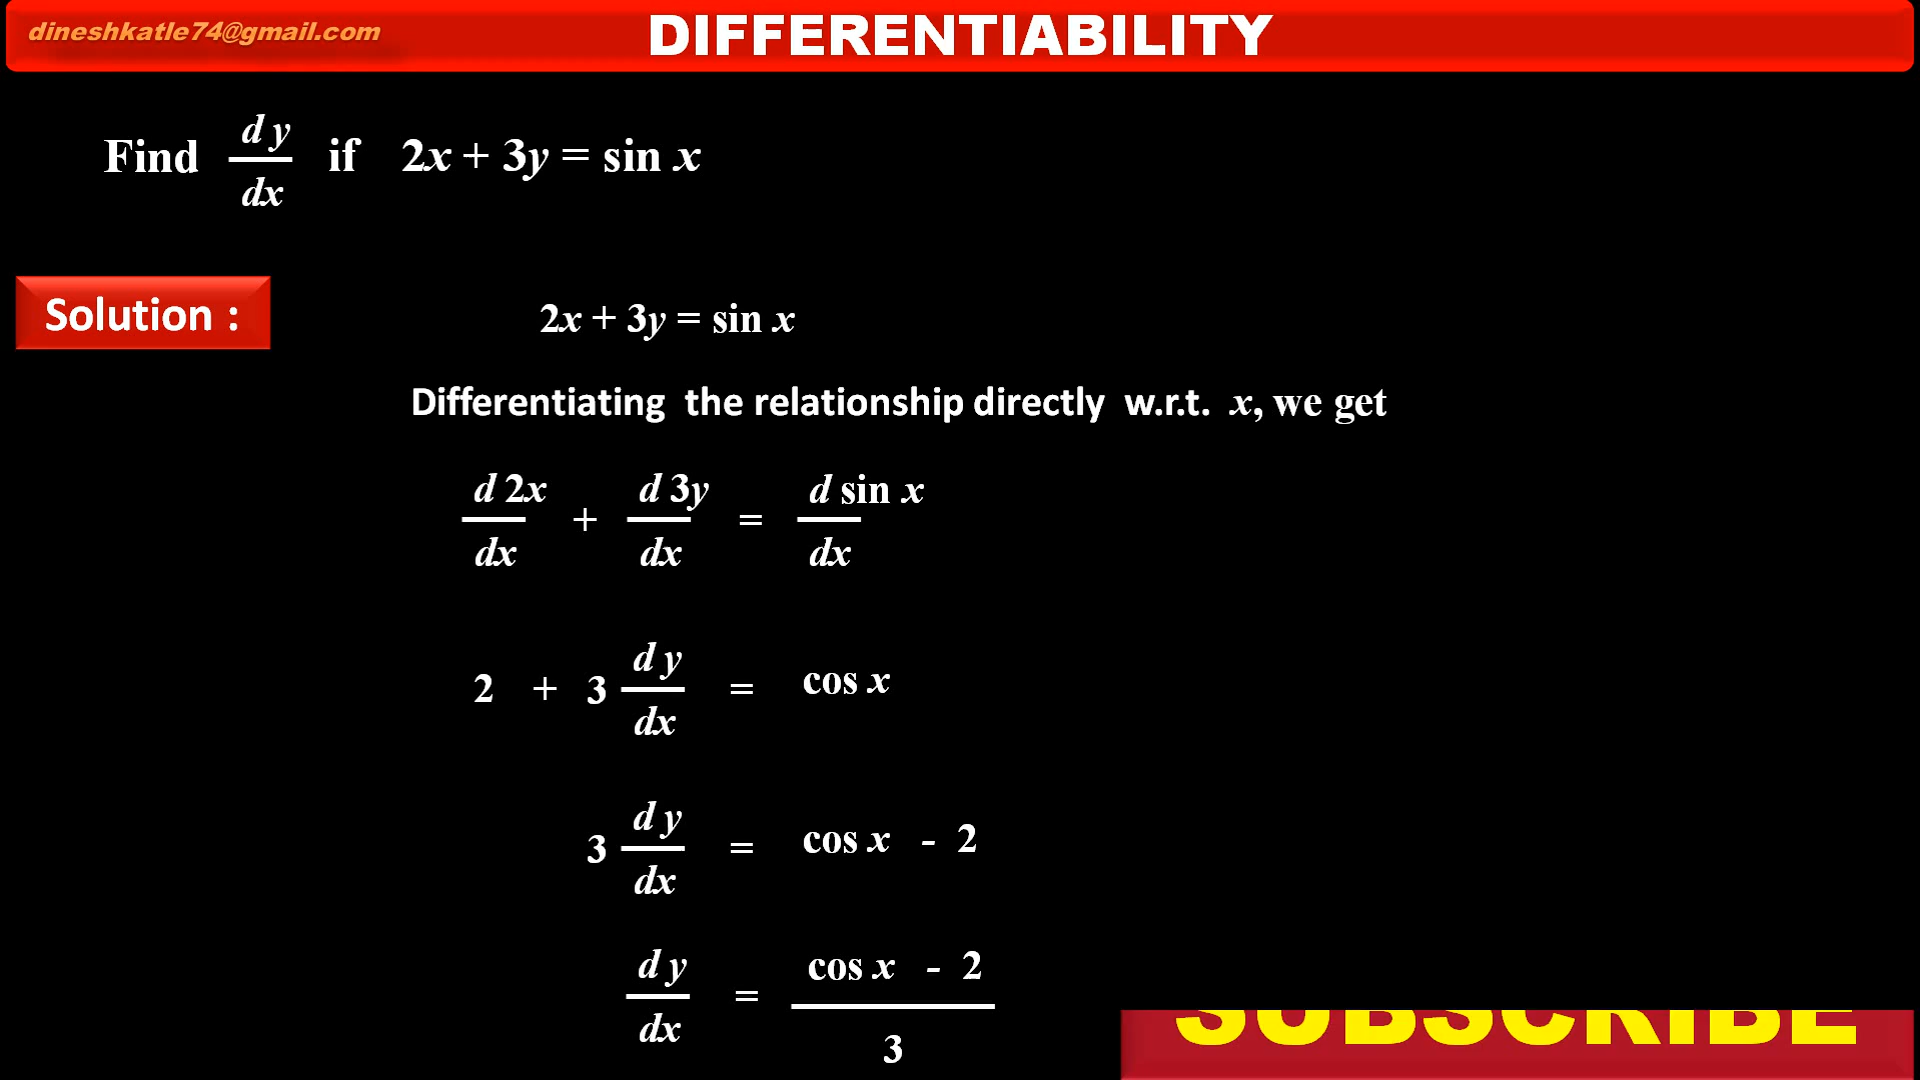 dineshkatle74@gmail.com
DIFFERENTIABILITY
Find dy/dx if 2x + 3y = sin x
Solution :
2x + 3y = sin x
Differentiating the relationship directly w.r.t. x, we get
d 2x/dx + d 3y/dx = d sin x/dx
2 + 3 dy/dx = cos x
3 dy/dx = cos x - 2
dy/dx = cos x - 2/3
SUBSCRIBE